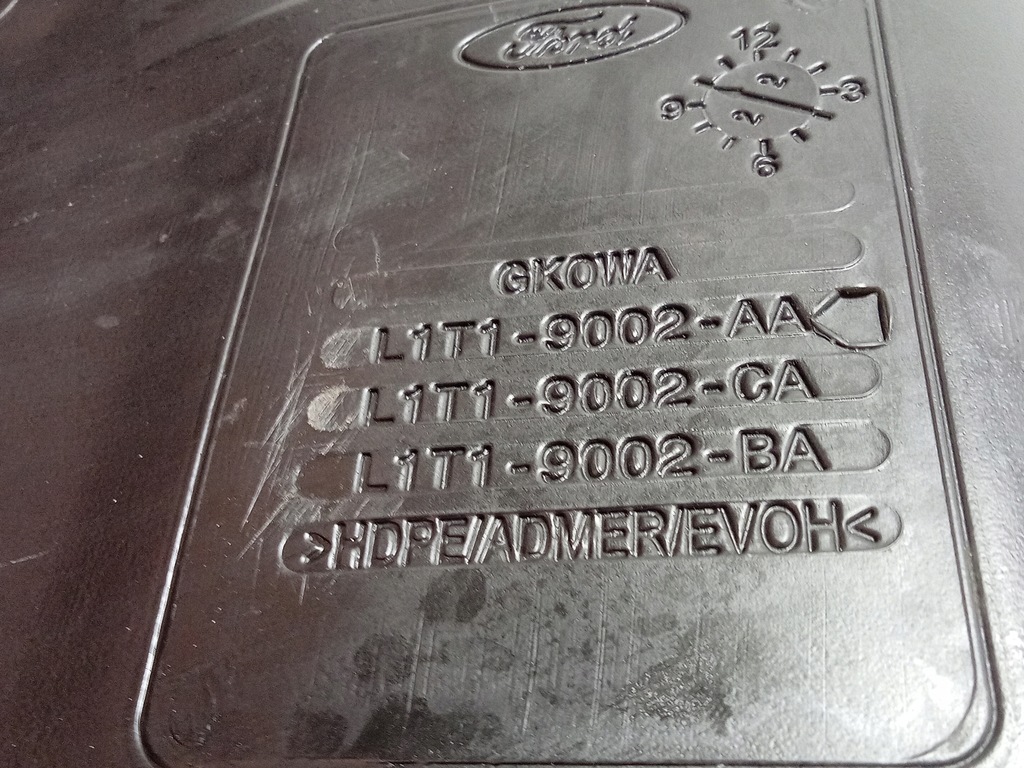 Ford
12
3
6
9
2 2
GKOWA
L1T1-9002-AA
L1T1-9002-CA
L1T1-9002-BA
>HDPE/ADMER/EVOH<